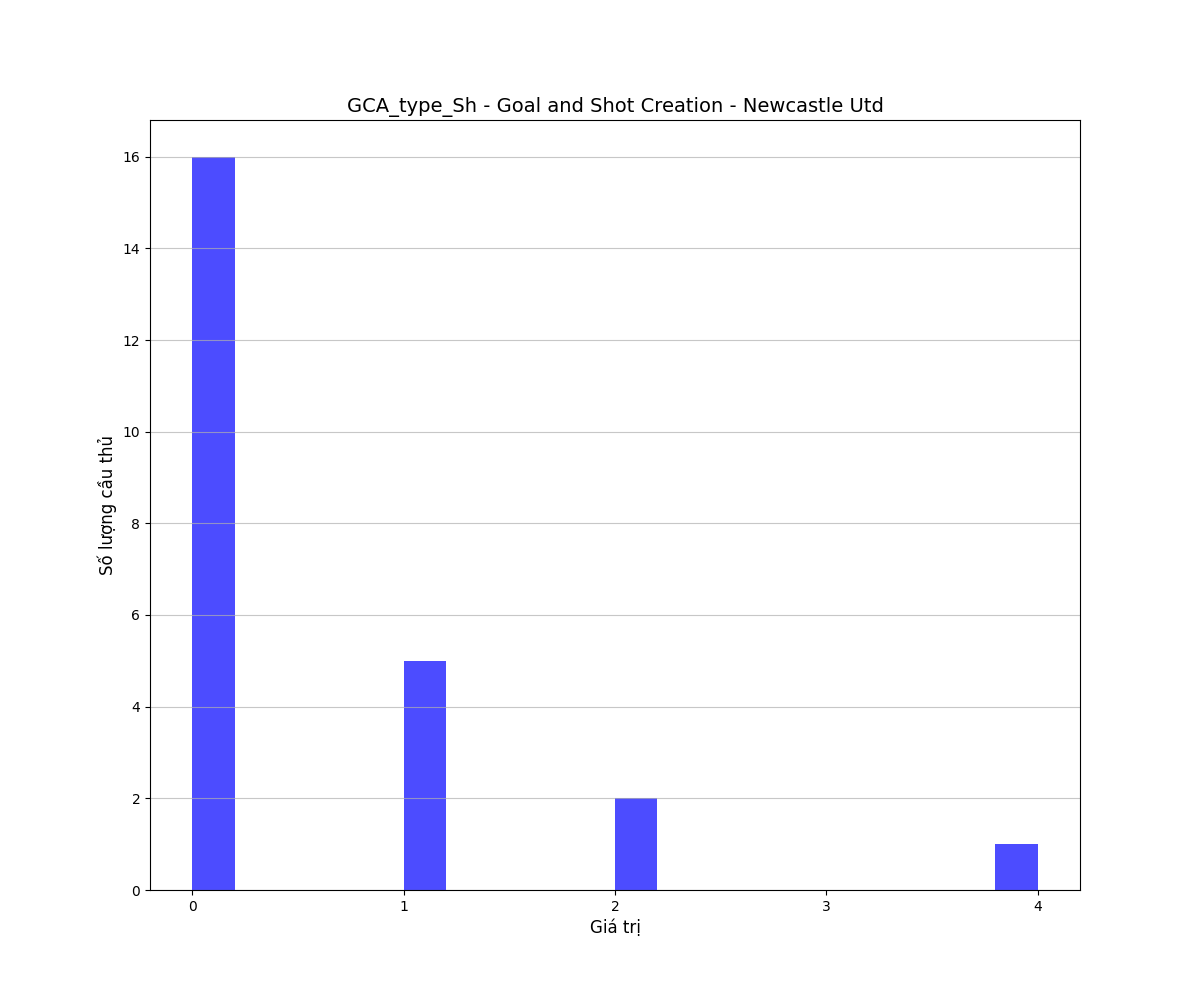 GCA_type_Sh - Goal and Shot Creation - Newcastle Utd
Số lượng cầu thủ
16
14
12
10
8
6
4
2
0
0 1 2 3 4
Giá trị